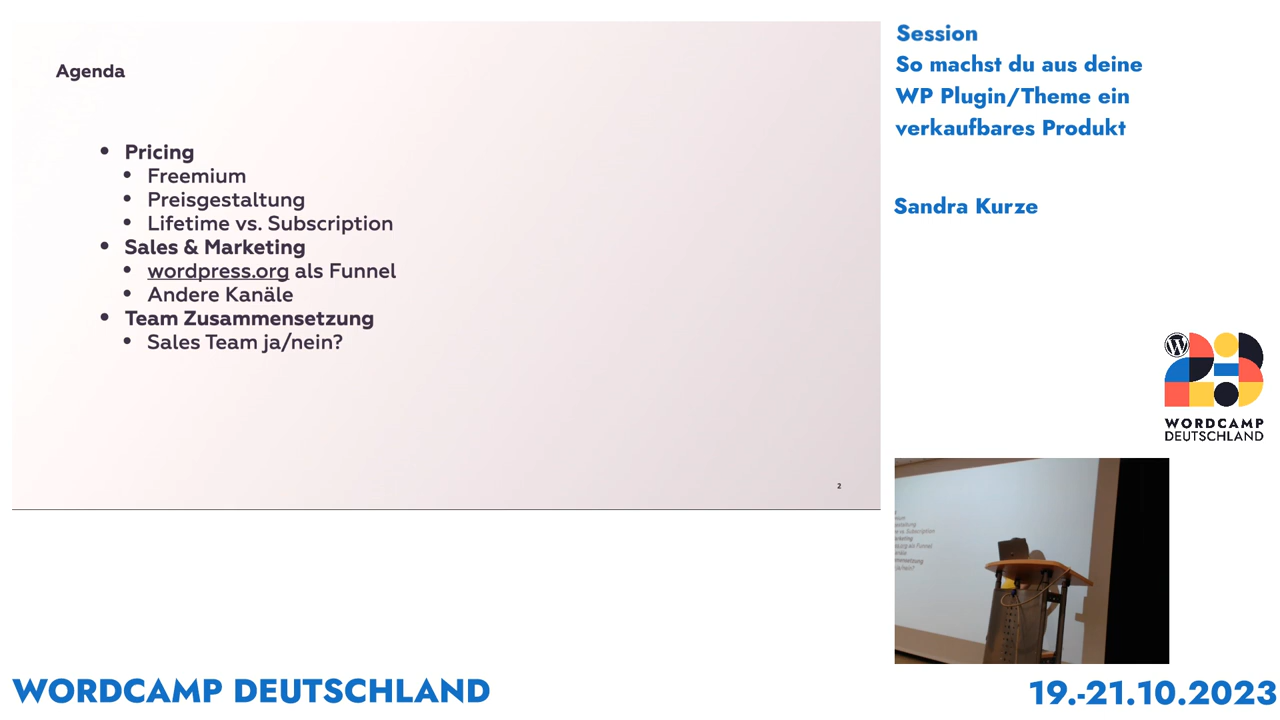 Agenda
Pricing
Freemium
Preisgestaltung
Lifetime vs. Subscription
Sales & Marketing
wordpress.org als Funnel
Andere Kanäle
Team Zusammensetzung
Sales Team ja/nein?
2
Session
So machst du aus deine
WP Plugin/Theme ein
verkaufbares Produkt
Sandra Kurze
WORDCAMP
DEUTSCHLAND
WORDCAMP DEUTSCHLAND
19.-21.10.2023